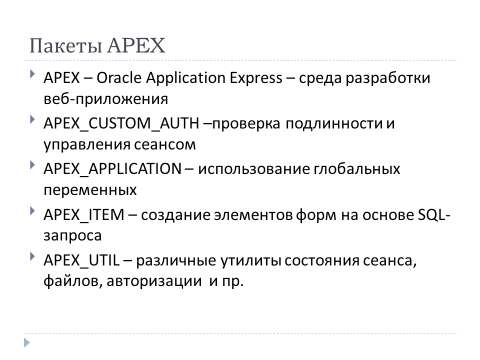 Пакеты APEX
APEX – Oracle Application Express – среда разработки
веб-приложения
APEX_CUSTOM_AUTH –проверка подлинности и
управления сеансом
APEX_APPLICATION – использование глобальных
переменных
APEX_ITEM – создание элементов форм на основе SQL-
запроса
APEX_UTIL – различные утилиты состояния сеанса,
файлов, авторизации и пр.